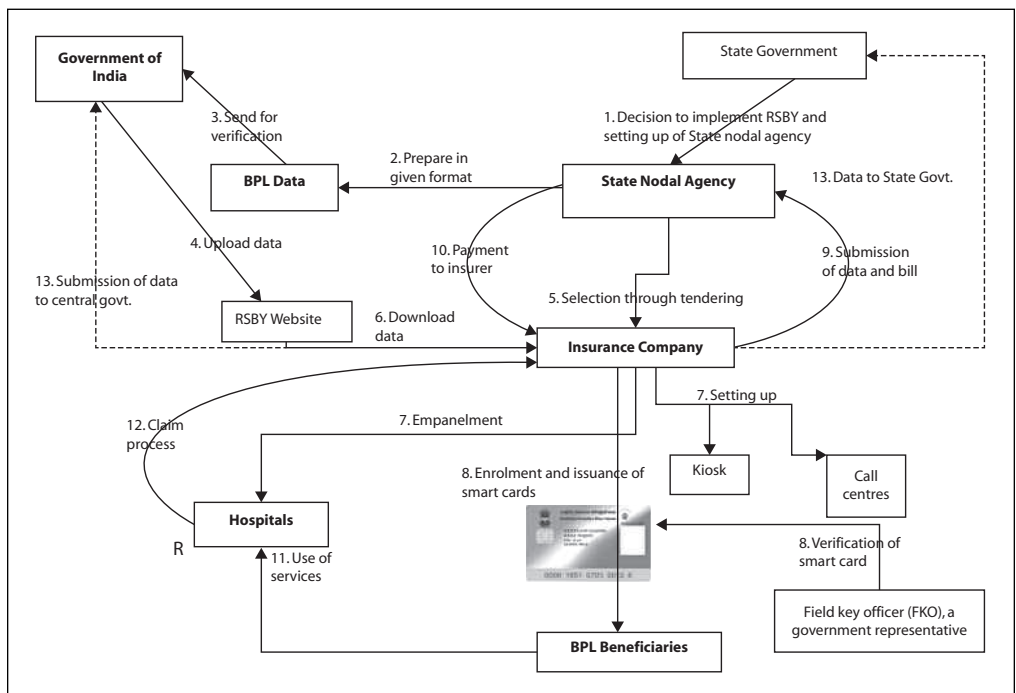 Government of
India
State Government
3. Send for
verification
1. Decision to implement RSBY and
setting up of State nodal agency
2. Prepare in
given format
BPL Data
State Nodal Agency
13. Data to State Govt.
4. Upload data
10. Payment
to insurer
9. Submission
of data and bill
13. Submission of data
to central govt.
5. Selection through tendering
RSBY Website
6. Download
data
Insurance Company
7. Setting up
12. Claim
process
7. Empanelment
8. Enrolment and issuance of
smart cards
Kiosk
Call
centres
Hospitals
R
11. Use of
services
8. Verification of
smart card
Field key officer (FKO), a
government representative
BPL Beneficiaries